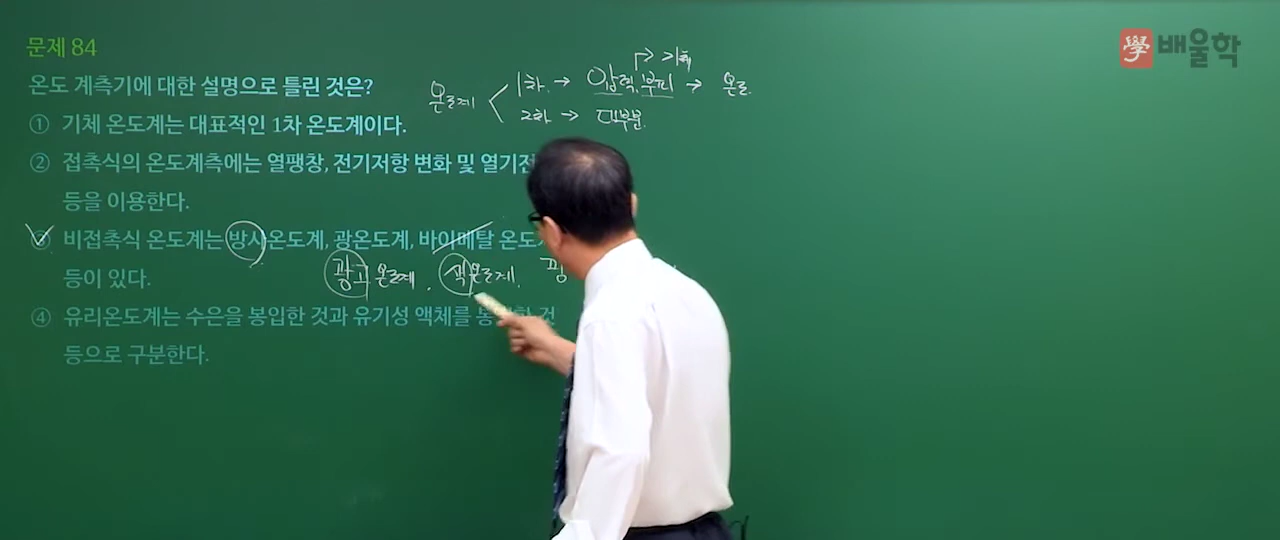 문제 84
學 배울학
온도 계측기에 대한 설명으로 틀린 것은?
① 기체 온도계는 대표적인 1차 온도계이다.
② 접촉식의 온도계측에는 열팽창, 전기저항 변화 및 열기전
등을 이용한다.
③ 비접촉식 온도계는 방사온도계, 광온도계, 바이메탈 온도
등이 있다.
④ 유리온도계는 수은을 봉입한 것과 유기성 액체를 봉입한 것
등으로 구분한다.
→ 기체
온도계 1차 → 압력, 부피 → 온도
2차 → 대부분
광고 온도계, 색온도계,